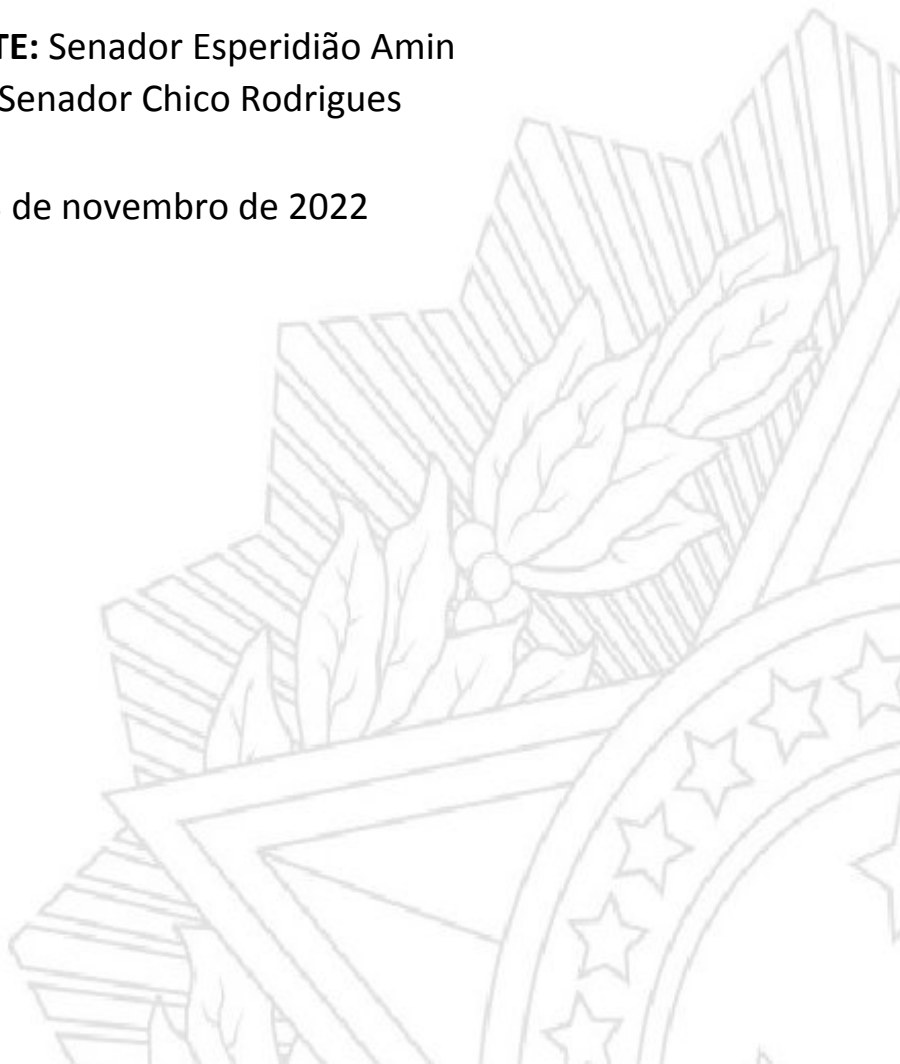 TE: Senador Esperidião Amin
Senador Chico Rodrigues
de novembro de 2022